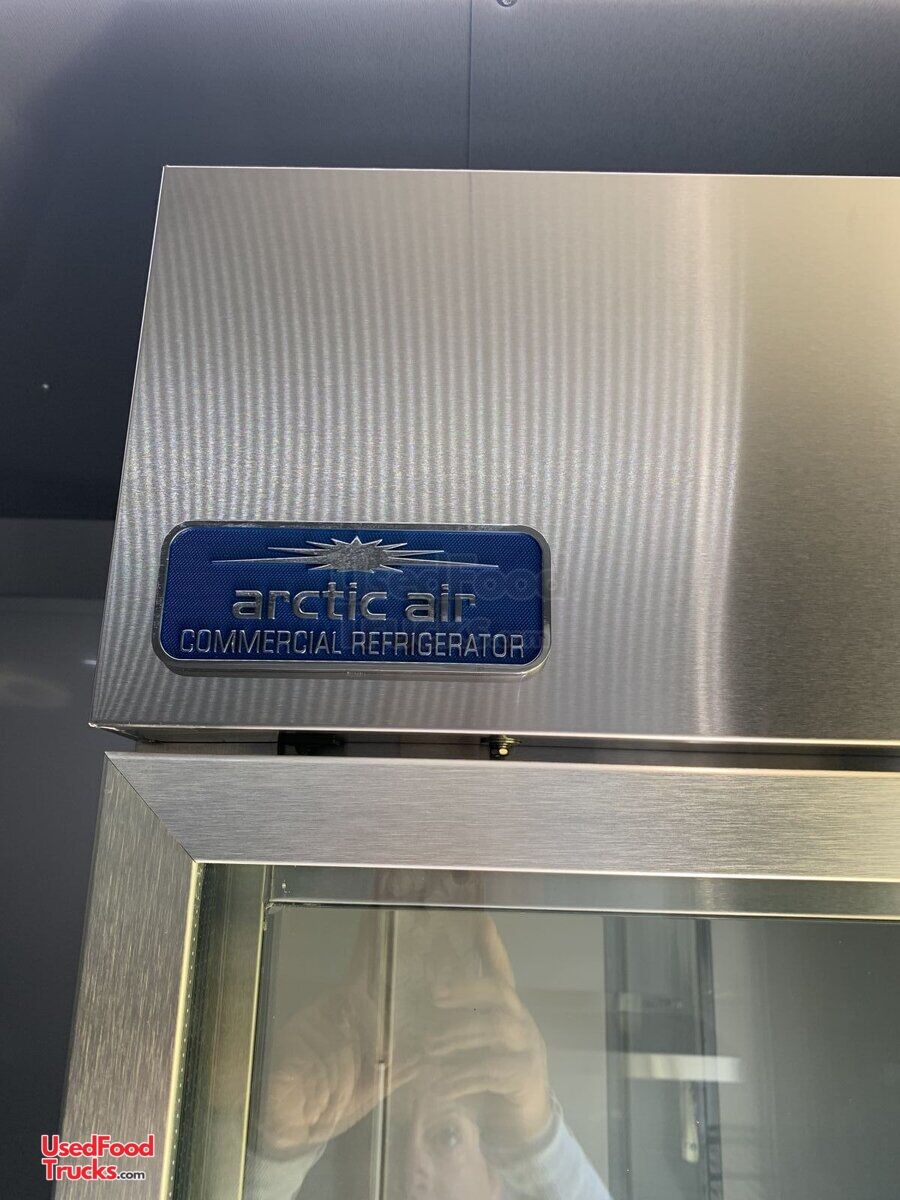 arctic air
COMMERCIAL REFRIGERATOR
UsedFood
Trucks.com